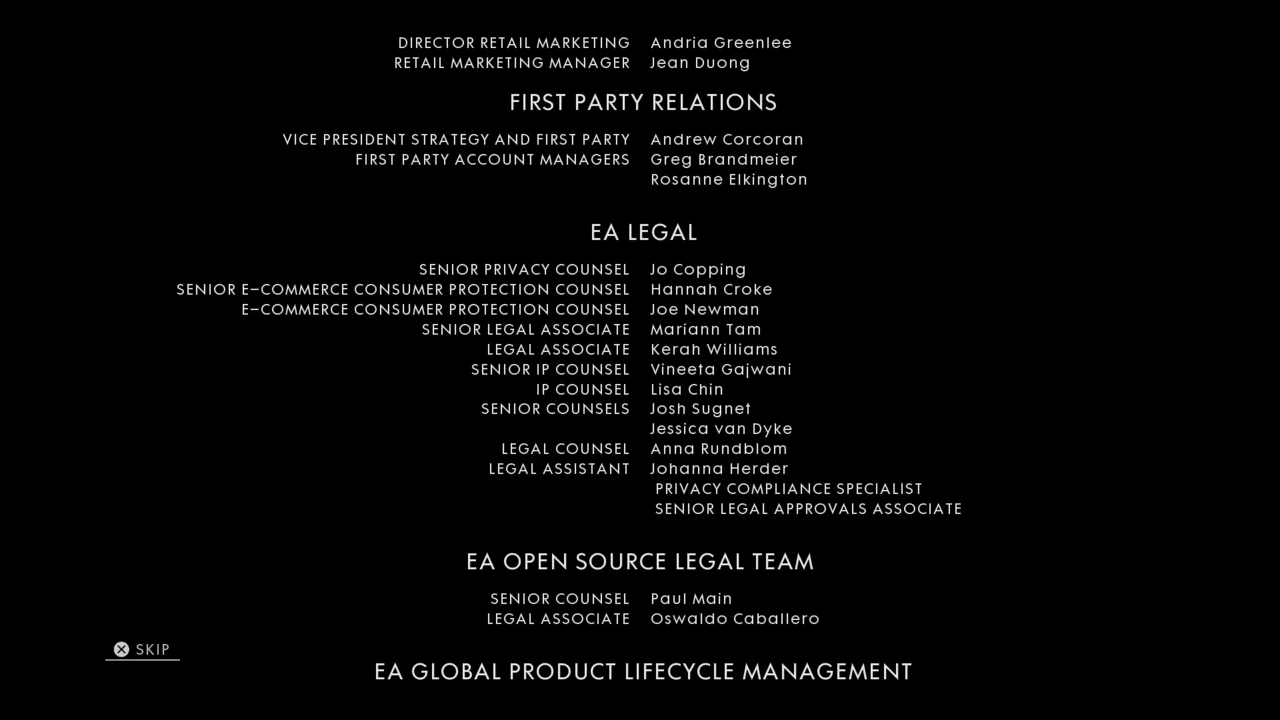 DIRECTOR RETAIL MARKETING Andria Greenlee
RETAIL MARKETING MANAGER Jean Duong
FIRST PARTY RELATIONS
VICE PRESIDENT STRATEGY AND FIRST PARTY Andrew Corcoran
FIRST PARTY ACCOUNT MANAGERS Greg Brandmeier
Rosanne Elkington
EA LEGAL
SENIOR PRIVACY COUNSEL Jo Copping
SENIOR E-COMMERCE CONSUMER PROTECTION COUNSEL Hannah Croke
E-COMMERCE CONSUMER PROTECTION COUNSEL Joe Newman
SENIOR LEGAL ASSOCIATE Mariann Tam
LEGAL ASSOCIATE Kerah Williams
SENIOR IP COUNSEL Vineeta Gajwani
IP COUNSEL Lisa Chin
SENIOR COUNSELS Josh Sugnet
Jessica van Dyke
LEGAL COUNSEL Anna Rundblom
LEGAL ASSISTANT Johanna Herder
PRIVACY COMPLIANCE SPECIALIST
SENIOR LEGAL APPROVALS ASSOCIATE
EA OPEN SOURCE LEGAL TEAM
SENIOR COUNSEL Paul Main
LEGAL ASSOCIATE Oswaldo Caballero
SKIP
EA GLOBAL PRODUCT LIFECYCLE MANAGEMENT